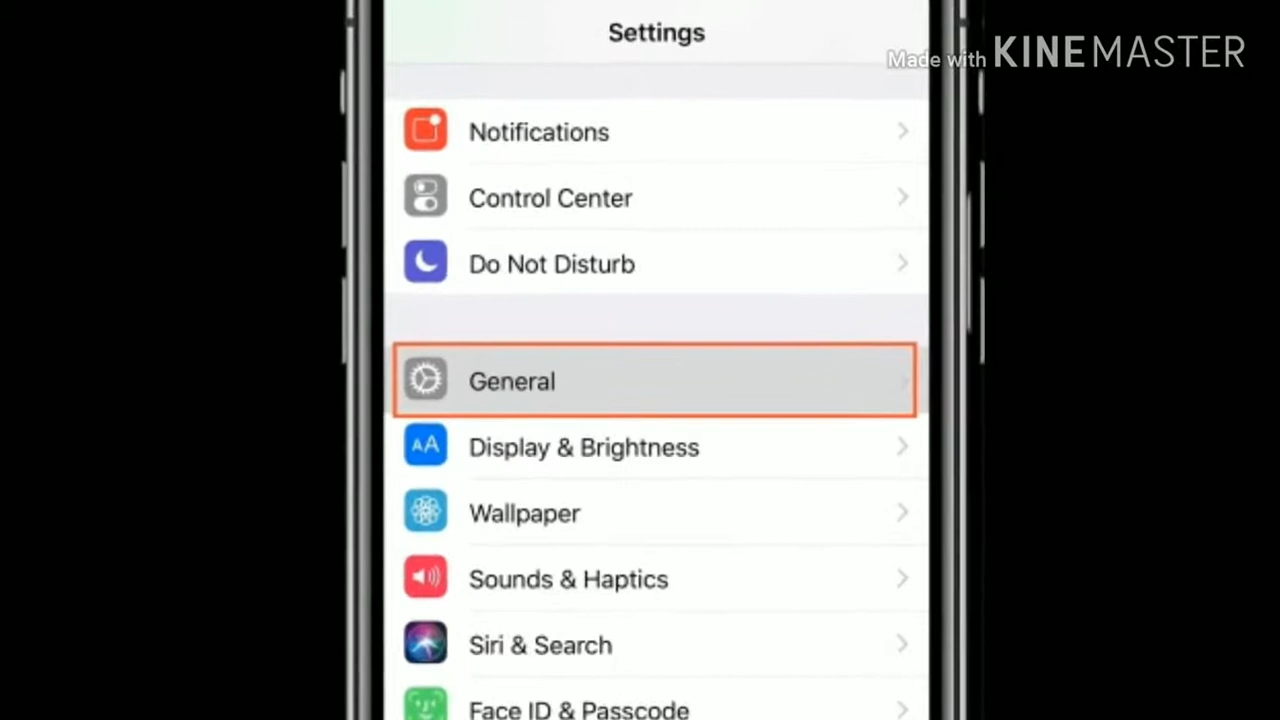 Settings
Made with KINEMASTER
Notifications
Control Center
Do Not Disturb
General
AA Display & Brightness
Wallpaper
Sounds & Haptics
Siri & Search
Face ID & Passcode